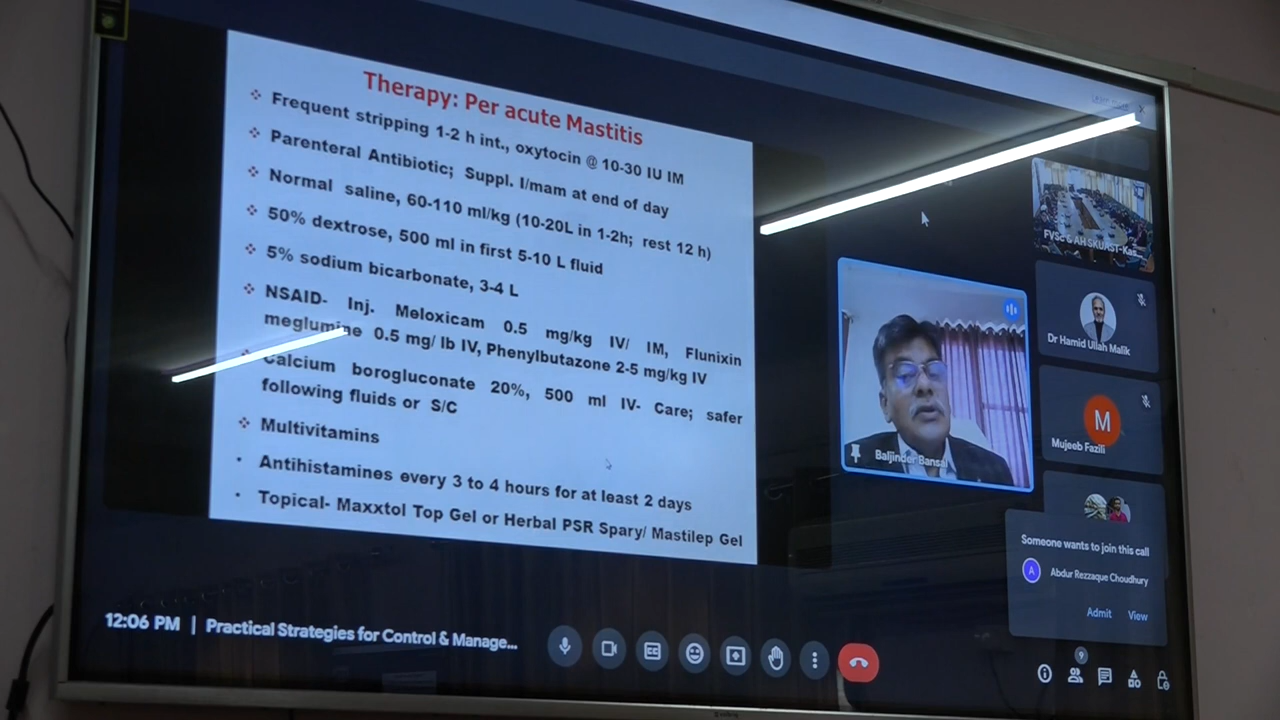 Therapy: Per acute Mastitis
Frequent stripping 1-2 h int., oxytocin @ 10-30 IU IM
Parenteral Antibiotic; Suppl. I/mam at end of day
Normal saline, 60-110 ml/kg (10-20L in 1-2h; rest 12 h)
50% dextrose, 500 ml in first 5-10 L fluid
5% sodium bicarbonate, 3-4 L
NSAID- Inj. Meloxicam 0.5 mg/kg IV/ IM, Flunixin
meglumine 0.5 mg/ lb IV, Phenylbutazone 2-5 mg/kg IV
Calcium borogluconate 20%, 500 ml IV- Care; safer
following fluids or S/C
Multivitamins
Antihistamines every 3 to 4 hours for at least 2 days
Topical- Maxxtol Top Gel or Herbal PSR Spary/ Mastilep Gel
Baljinder Bansal
FVSc & AH SKUAST-Kas...
Dr Hamid Ullah Malik
M
Mujeeb Fazili
Someone wants to join this call
A
Abdur Rezzaque Choudhury
Admit View
12:06 PM | Practical Strategies for Control & Manage...
9